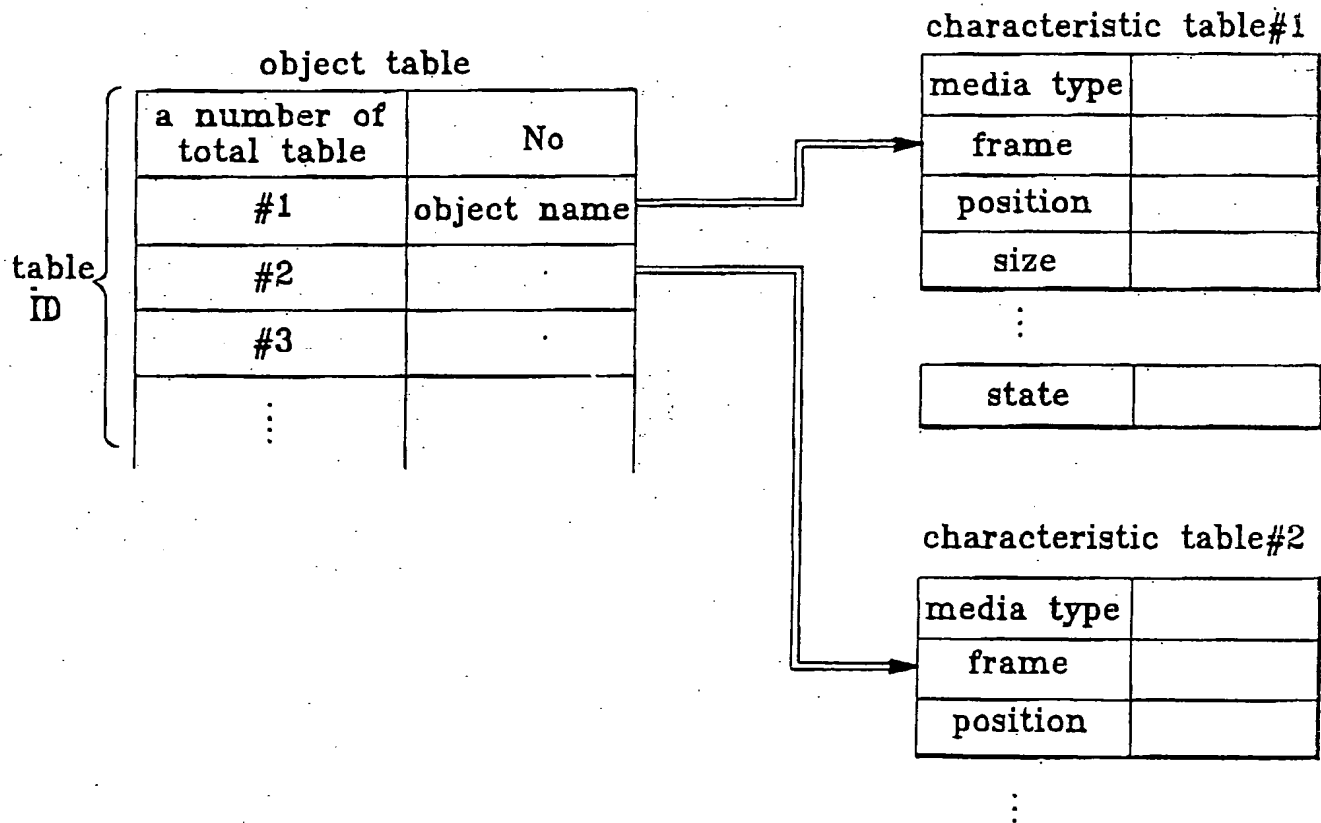 object table
a number of
total table
No
#1
object name
#2
#3
table
ID
characteristic table#1
media type
frame
position
size
state
characteristic table#2
media type
frame
position